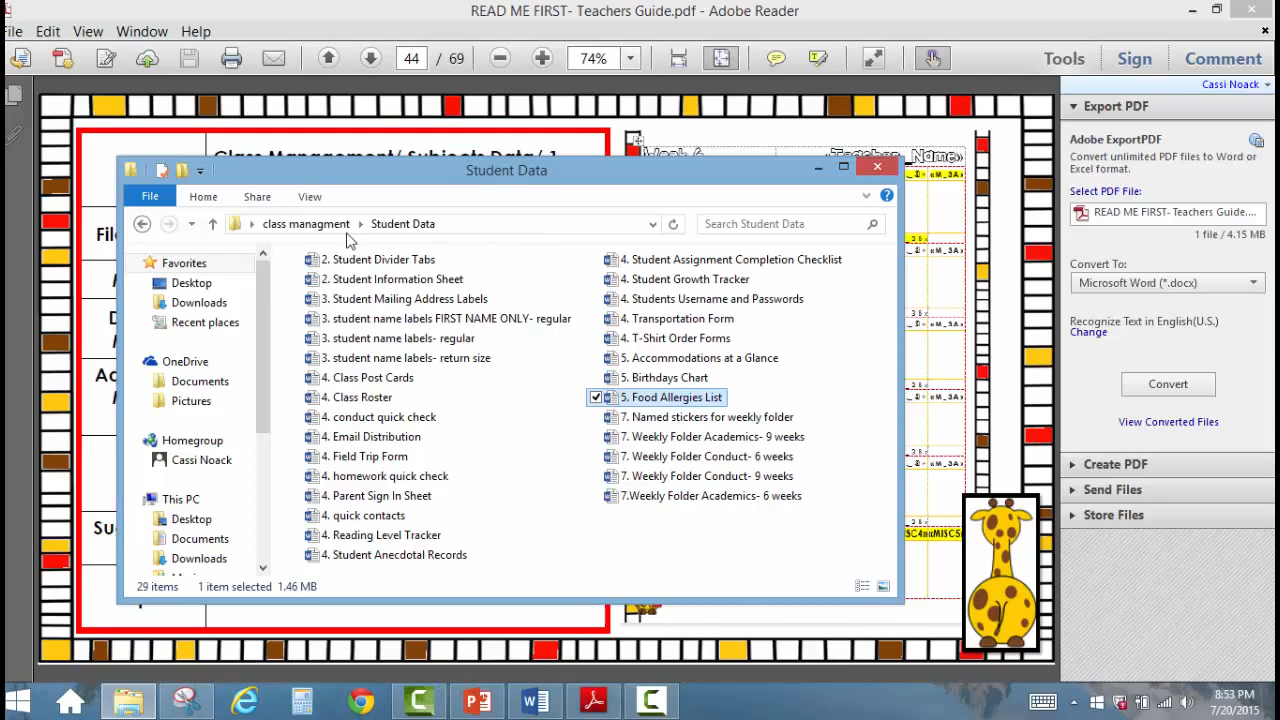 READ ME FIRST- Teachers Guide.pdf - Adobe Reader
File Edit View Window Help
44 / 69 74% Tools Sign Comment
Cassi Noack
Export PDF
Adobe ExportPDF
Convert unlimited PDF files to Word or Excel format.
Select PDF File:
READ ME FIRST- Teachers Guide....
1 file / 4.15 MB
Convert To:
Microsoft Word (*.docx)
Recognize Text in English(U.S.)
Change
Convert
View Converted Files
Create PDF
Send Files
Store Files
Class Management/ Subjects Data/ 1
Week 6 «Teacher_Name»
Student Data
File Home Share View
class managment Student Data
Search Student Data
Favorites
Desktop
Downloads
Recent places
OneDrive
Documents
Pictures
Homegroup
Cassi Noack
This PC
Desktop
Documents
Downloads
2. Student Divider Tabs
2. Student Information Sheet
3. Student Mailing Address Labels
3. student name labels FIRST NAME ONLY- regular
3. student name labels- regular
3. student name labels- return size
4. Class Post Cards
4. Class Roster
4. conduct quick check
4. Email Distribution
4. Field Trip Form
4. homework quick check
4. Parent Sign In Sheet
4. quick contacts
4. Reading Level Tracker
4. Student Anecdotal Records
4. Student Assignment Completion Checklist
4. Student Growth Tracker
4. Students Username and Passwords
4. Transportation Form
4. T-Shirt Order Forms
5. Accommodations at a Glance
5. Birthdays Chart
5. Food Allergies List
7. Named stickers for weekly folder
7. Weekly Folder Academics- 9 weeks
7. Weekly Folder Conduct- 6 weeks
7. Weekly Folder Conduct- 9 weeks
7.Weekly Folder Academics- 6 weeks
29 items 1 item selected 1.46 MB
8:53 PM
7/20/2015